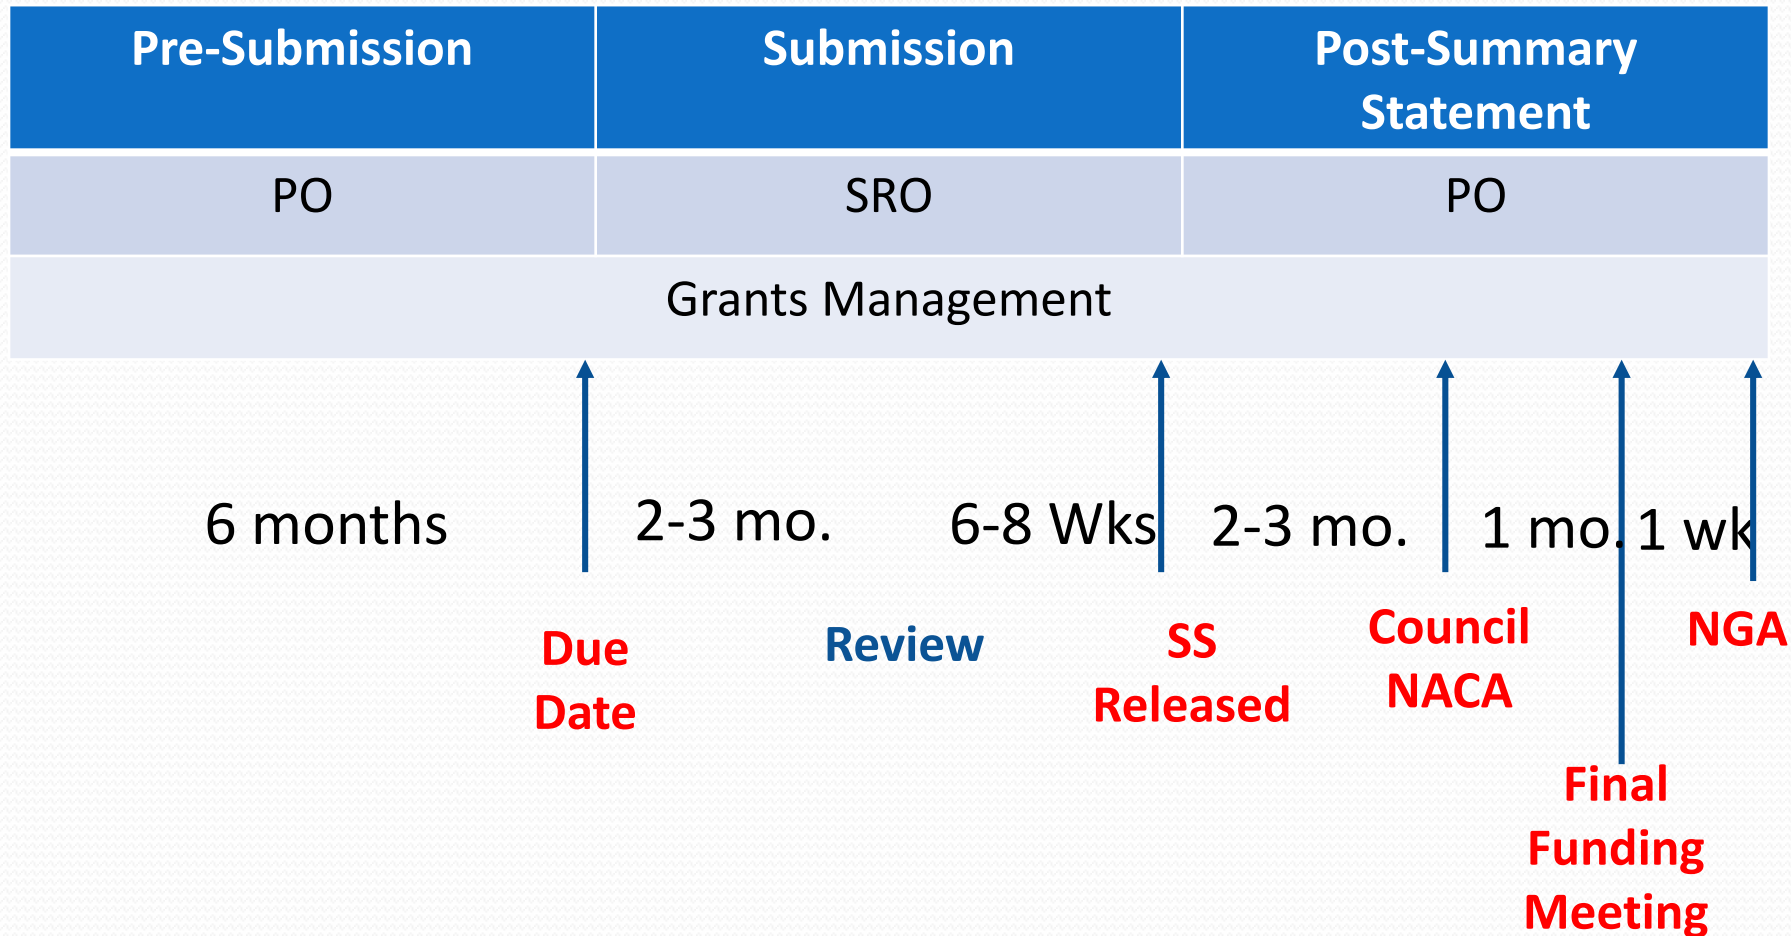 Pre-Submission
Submission
Post-Summary
Statement
PO
SRO
PO
Grants Management
6 months
2-3 mo.
6-8 Wks
2-3 mo.
1 mo.
1 wk
Due
Date
Review
SS
Released
Council
NACA
NGA
Final
Funding
Meeting